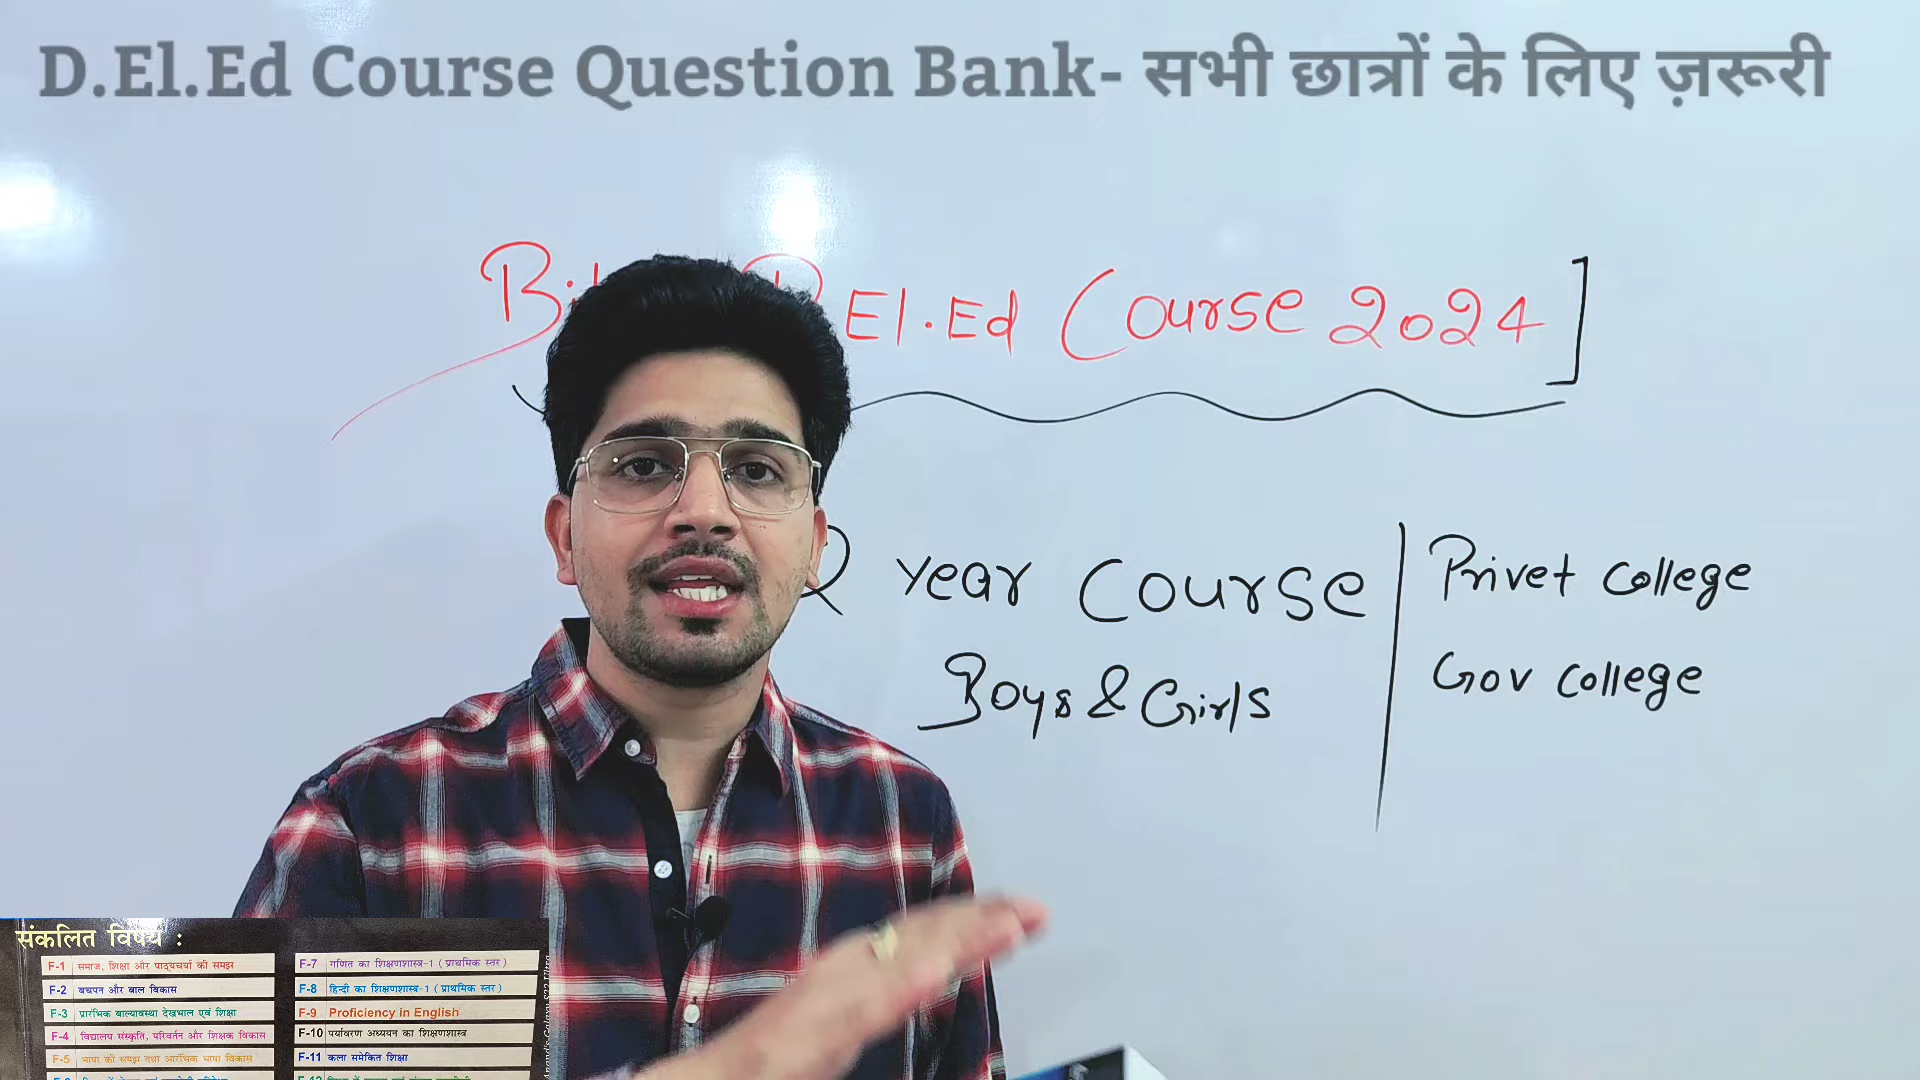 D.El.Ed Course Question Bank- सभी छात्रों के लिए ज़रूरी
El.Ed Course 2024]
2 year Course
Boys & Girls
Privet College
Gov College
संकलित विषय :
F-1 समाज, शिक्षा और पाठ्यचर्या की समझ
F-2 बचपन और बाल विकास
F-3 प्रारंभिक बाल्यावस्था देखभाल एवं शिक्षा
F-4 विद्यालय संस्कृति, परिवर्तन और शिक्षक विकास
F-5 भाषा की समझ तथा आरंभिक भाषा विकास
F-7 गणित का शिक्षणशास्त्र-1 ( प्राथमिक स्तर )
F-8 हिन्दी का शिक्षणशास्त्र-1 ( प्राथमिक स्तर )
F-9 Proficiency in English
F-10 पर्यावरण अध्ययन का शिक्षणशास्त्र
F-11 कला समेकित शिक्षा